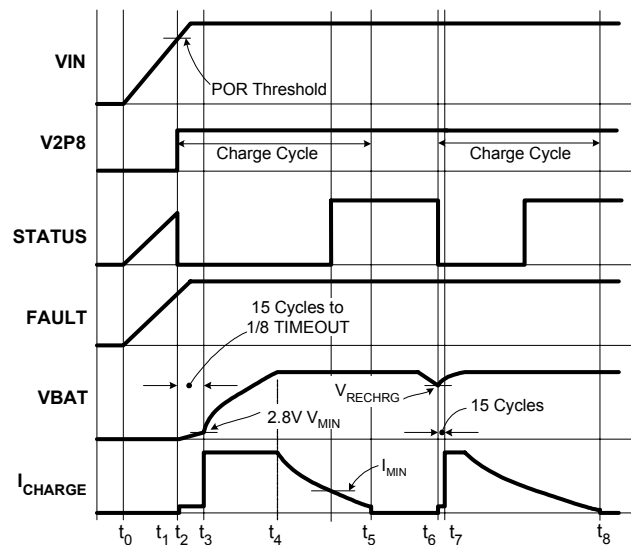 VIN
POR Threshold
V2P8
Charge Cycle
Charge Cycle
STATUS
FAULT
15 Cycles to
1/8 TIMEOUT
VBAT
VRECHRG
2.8V VMIN
15 Cycles
ICHARGE
IMIN
t0 t1 t2 t3 t4 t5 t6 t7 t8